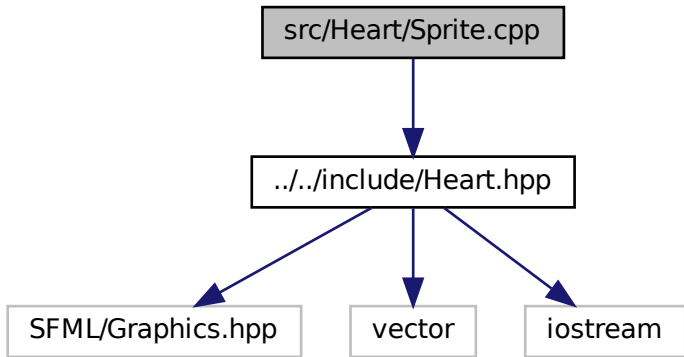 src/Heart/Sprite.cpp
../../include/Heart.hpp
SFML/Graphics.hpp
vector
iostream